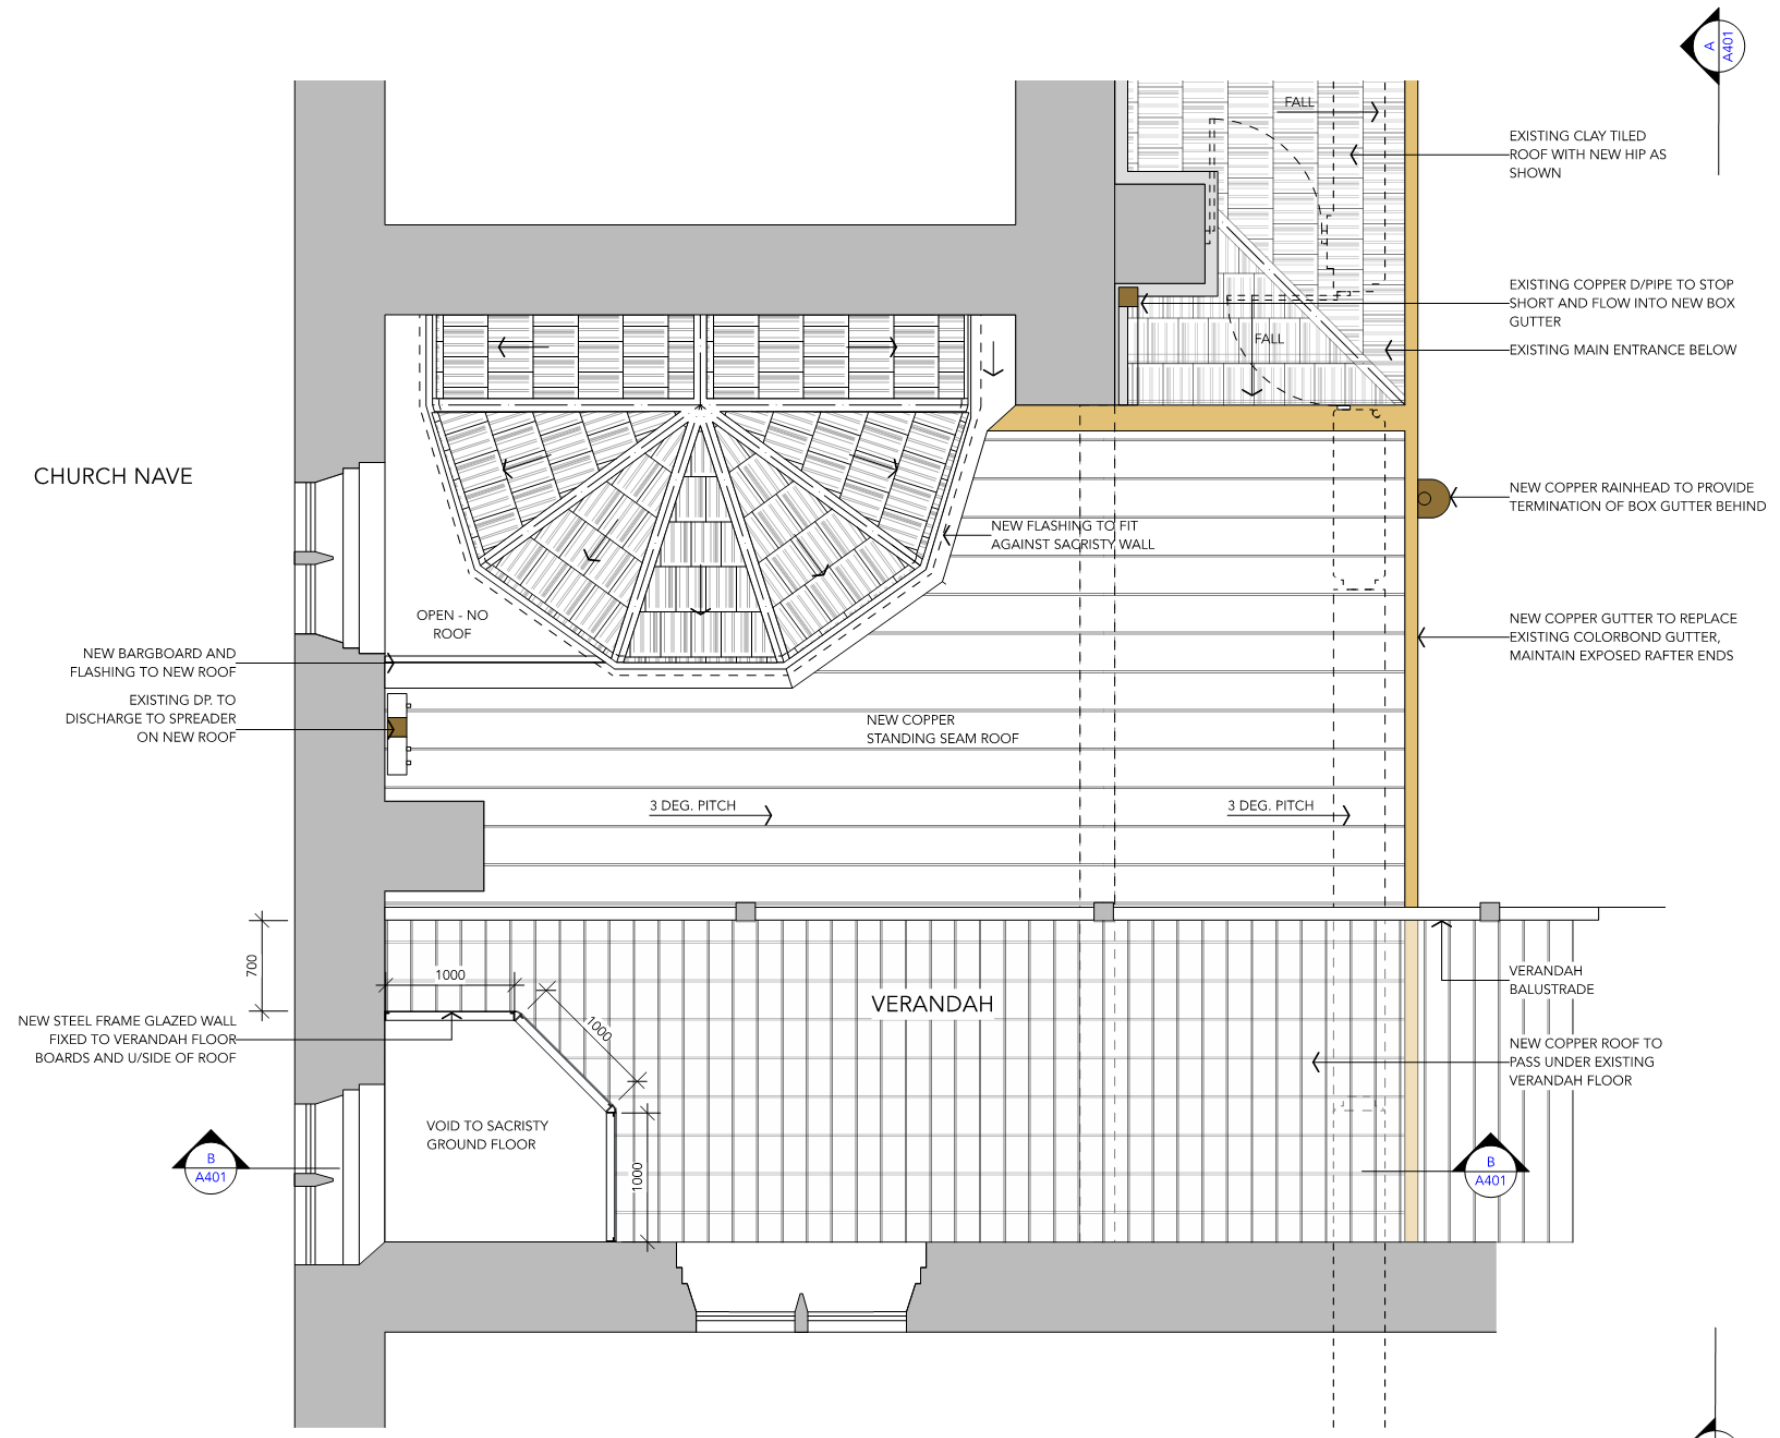 A
A401
FALL
EXISTING CLAY TILED
ROOF WITH NEW HIP AS
SHOWN
EXISTING COPPER D/PIPE TO STOP
SHORT AND FLOW INTO NEW BOX
GUTTER
FALL
EXISTING MAIN ENTRANCE BELOW
CHURCH NAVE
NEW COPPER RAINHEAD TO PROVIDE
TERMINATION OF BOX GUTTER BEHIND
NEW FLASHING TO FIT
AGAINST SACRISTY WALL
OPEN - NO
ROOF
NEW COPPER GUTTER TO REPLACE
EXISTING COLORBOND GUTTER,
MAINTAIN EXPOSED RAFTER ENDS
NEW BARGBOARD AND
FLASHING TO NEW ROOF
EXISTING DP. TO
DISCHARGE TO SPREADER
ON NEW ROOF
NEW COPPER
STANDING SEAM ROOF
3 DEG. PITCH
3 DEG. PITCH
700
1000
VERANDAH
BALUSTRADE
VERANDAH
1000
NEW STEEL FRAME GLAZED WALL
FIXED TO VERANDAH FLOOR
BOARDS AND U/SIDE OF ROOF
NEW COPPER ROOF TO
PASS UNDER EXISTING
VERANDAH FLOOR
VOID TO SACRISTY
GROUND FLOOR
1000
B
A401
B
A401